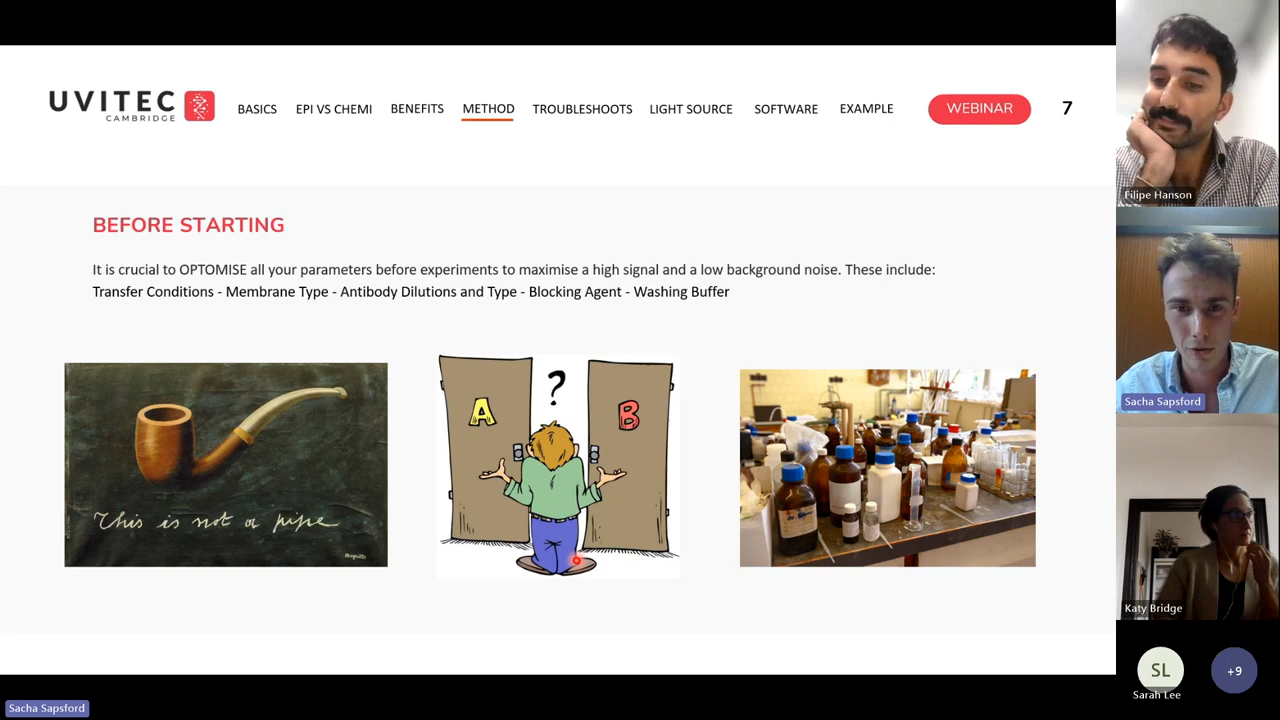 UVITEC
CAMBRIDGE
BASICS EPI VS CHEMI BENEFITS METHOD TROUBLESHOOTS LIGHT SOURCE SOFTWARE EXAMPLE WEBINAR 7
BEFORE STARTING
It is crucial to OPTOMISE all your parameters before experiments to maximise a high signal and a low background noise. These include:
Transfer Conditions - Membrane Type - Antibody Dilutions and Type - Blocking Agent - Washing Buffer
This is not a pipe
magritte
A ? B
Filipe Hanson
Sacha Sapsford
Katy Bridge
SL
Sarah Lee
+9
Sacha Sapsford